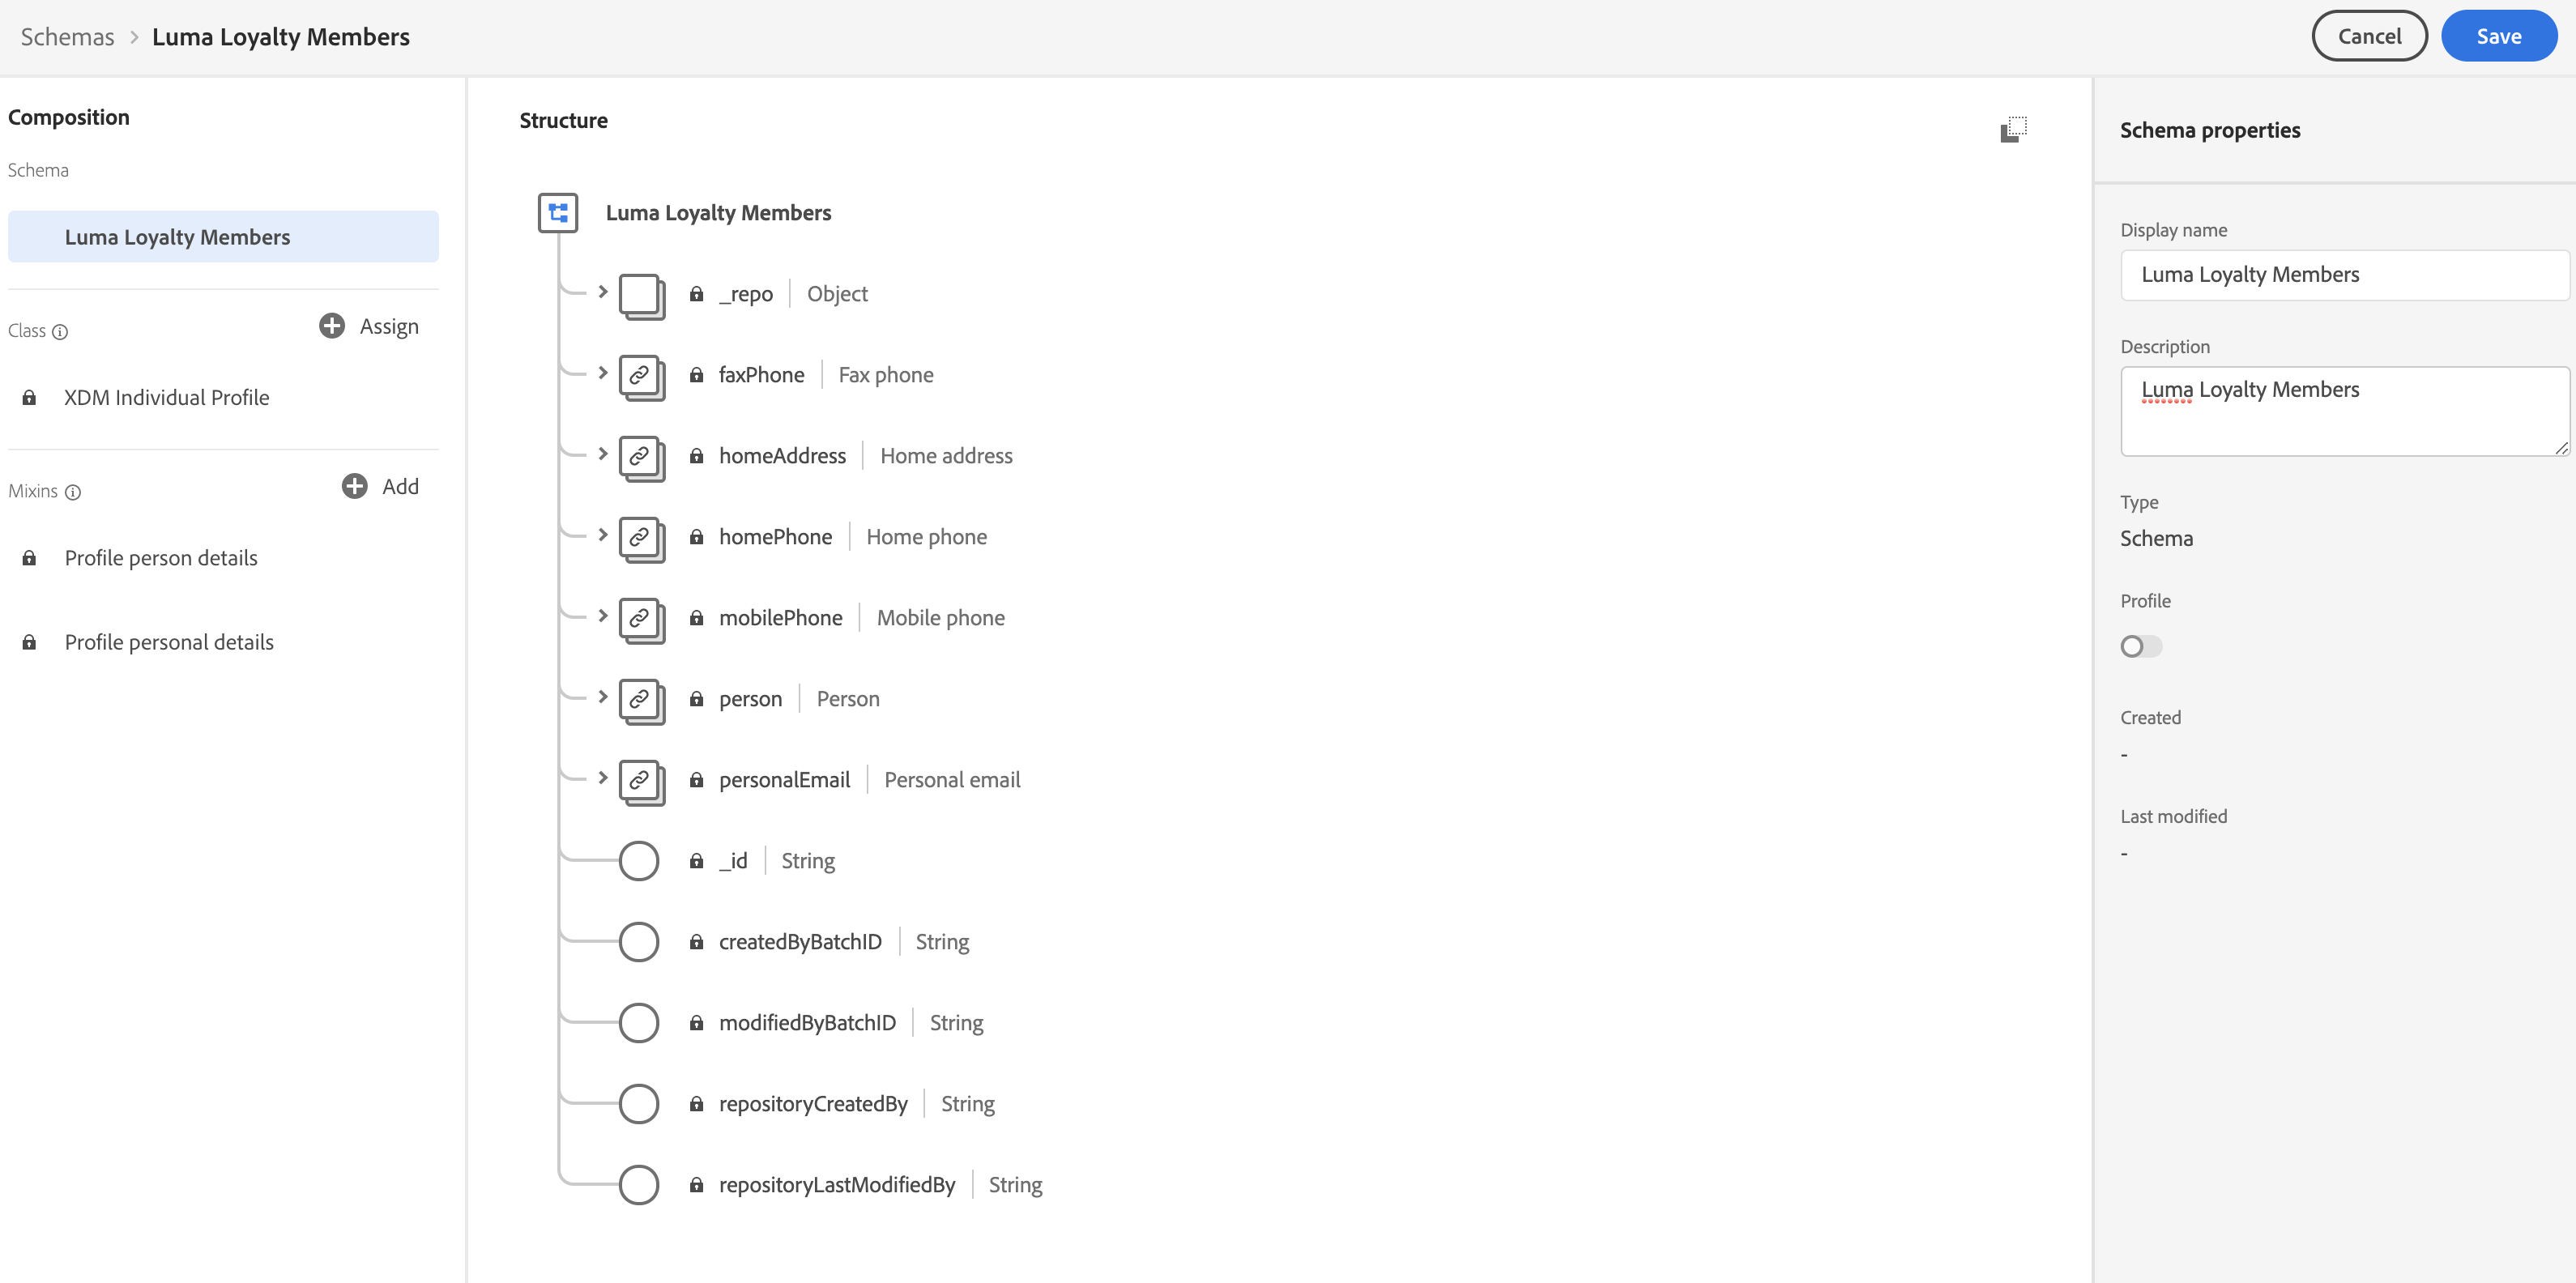 Schemas > Luma Loyalty Members
Cancel
Save
Composition
Schema
Luma Loyalty Members
Class
Assign
XDM Individual Profile
Mixins
Add
Profile person details
Profile personal details
Structure
Luma Loyalty Members
_repo | Object
faxPhone | Fax phone
homeAddress | Home address
homePhone | Home phone
mobilePhone | Mobile phone
person | Person
personalEmail | Personal email
_id | String
createdByBatchID | String
modifiedByBatchID | String
repositoryCreatedBy | String
repositoryLastModifiedBy | String
Schema properties
Display name
Luma Loyalty Members
Description
Luma Loyalty Members
Type
Schema
Profile
Created
-
Last modified
-